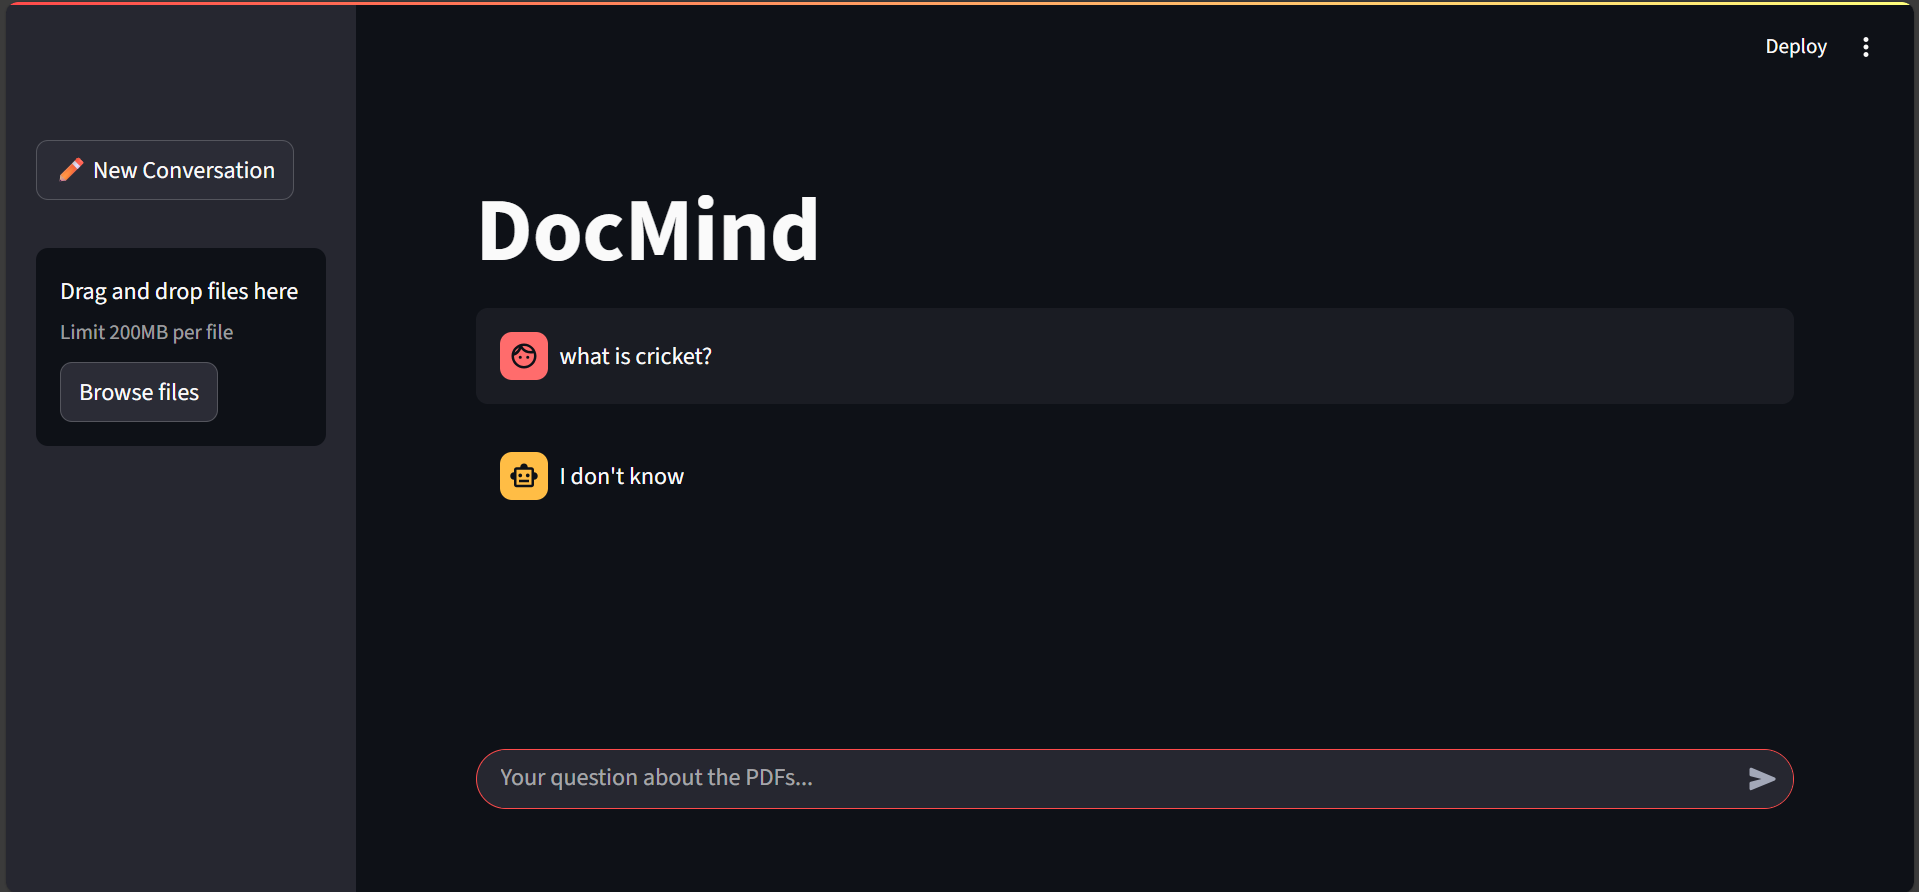 Deploy
New Conversation
Drag and drop files here
Limit 200MB per file
Browse files
DocMind
what is cricket?
I don't know
Your question about the PDFs...